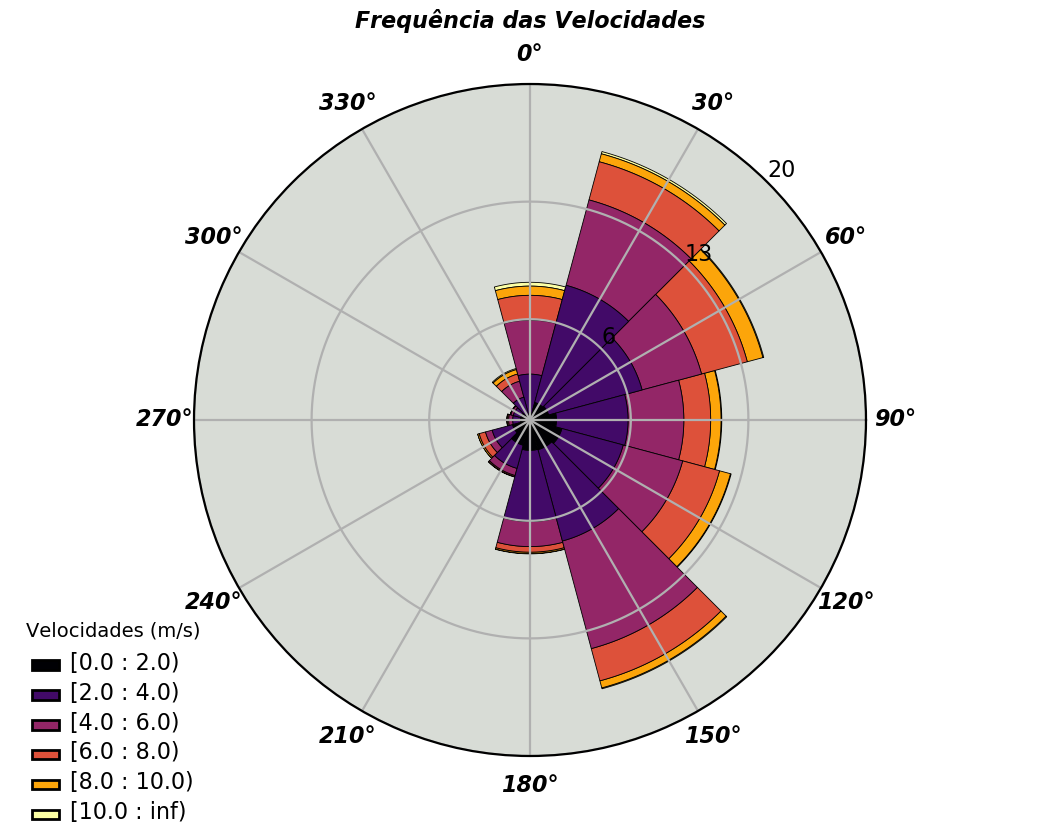 Frequência das Velocidades
0°
330°
30°
20
300°
60°
13
6
270°
90°
240°
120°
210°
150°
180°
Velocidades (m/s)
[0.0 : 2.0)
[2.0 : 4.0)
[4.0 : 6.0)
[6.0 : 8.0)
[8.0 : 10.0)
[10.0 : inf)